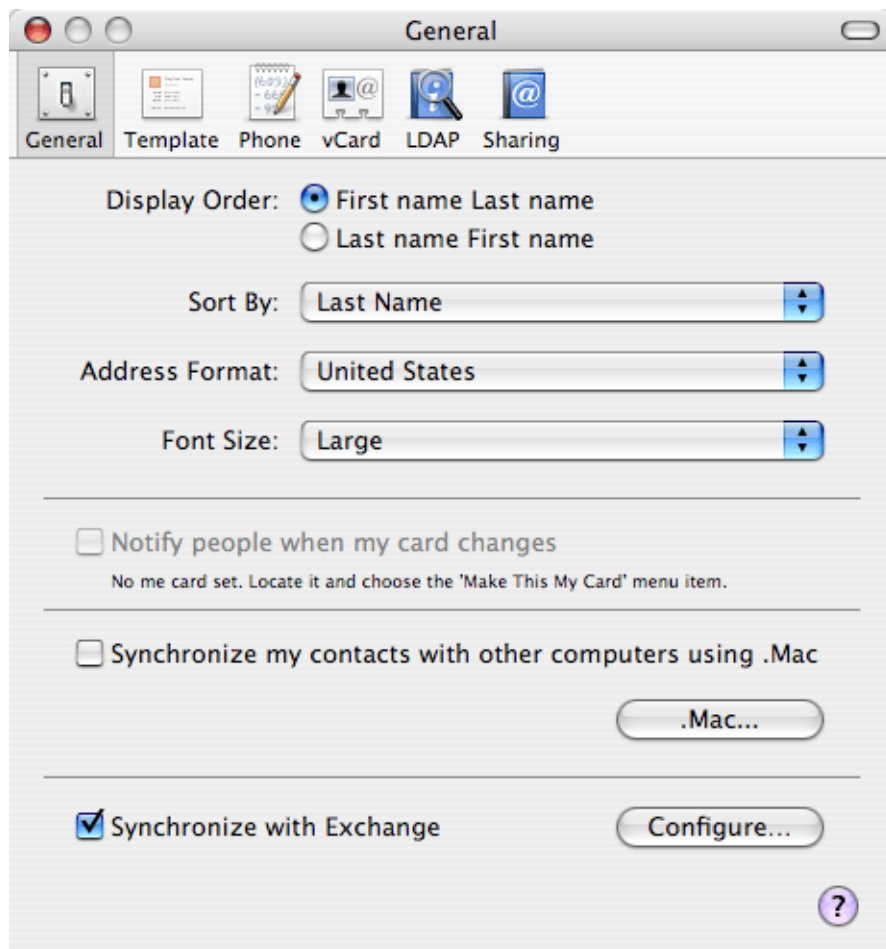 General
General Template Phone vCard LDAP Sharing
Display Order: First name Last name
Last name First name
Sort By: Last Name
Address Format: United States
Font Size: Large
Notify people when my card changes
No me card set. Locate it and choose the 'Make This My Card' menu item.
Synchronize my contacts with other computers using .Mac
.Mac...
Synchronize with Exchange Configure...
?